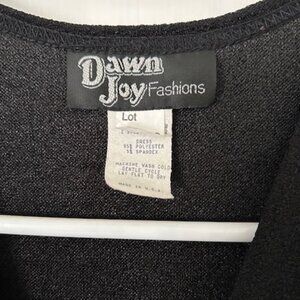 Dawn
Joy Fashions
Lot
DRESS
95% POLYESTER
5% SPANDEX
MACHINE WASH COLD
GENTLE CYCLE
LAY FLAT TO DRY
MADE IN U.S.A.